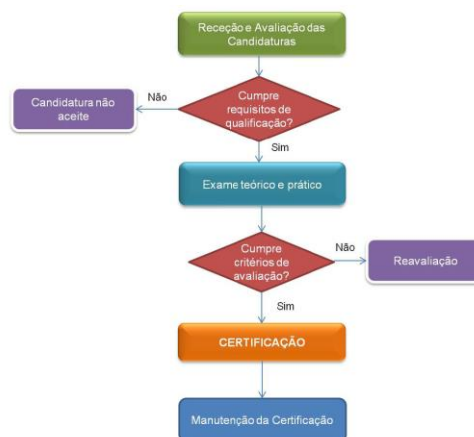 Receção e Avaliação das
Candidaturas
Não
Candidatura não
aceite
Cumpre
requisitos de
qualificação?
Sim
Exame teórico e prático
Cumpre
critérios de
avaliação?
Não
Reavaliação
Sim
CERTIFICAÇÃO
Manutenção da Certificação